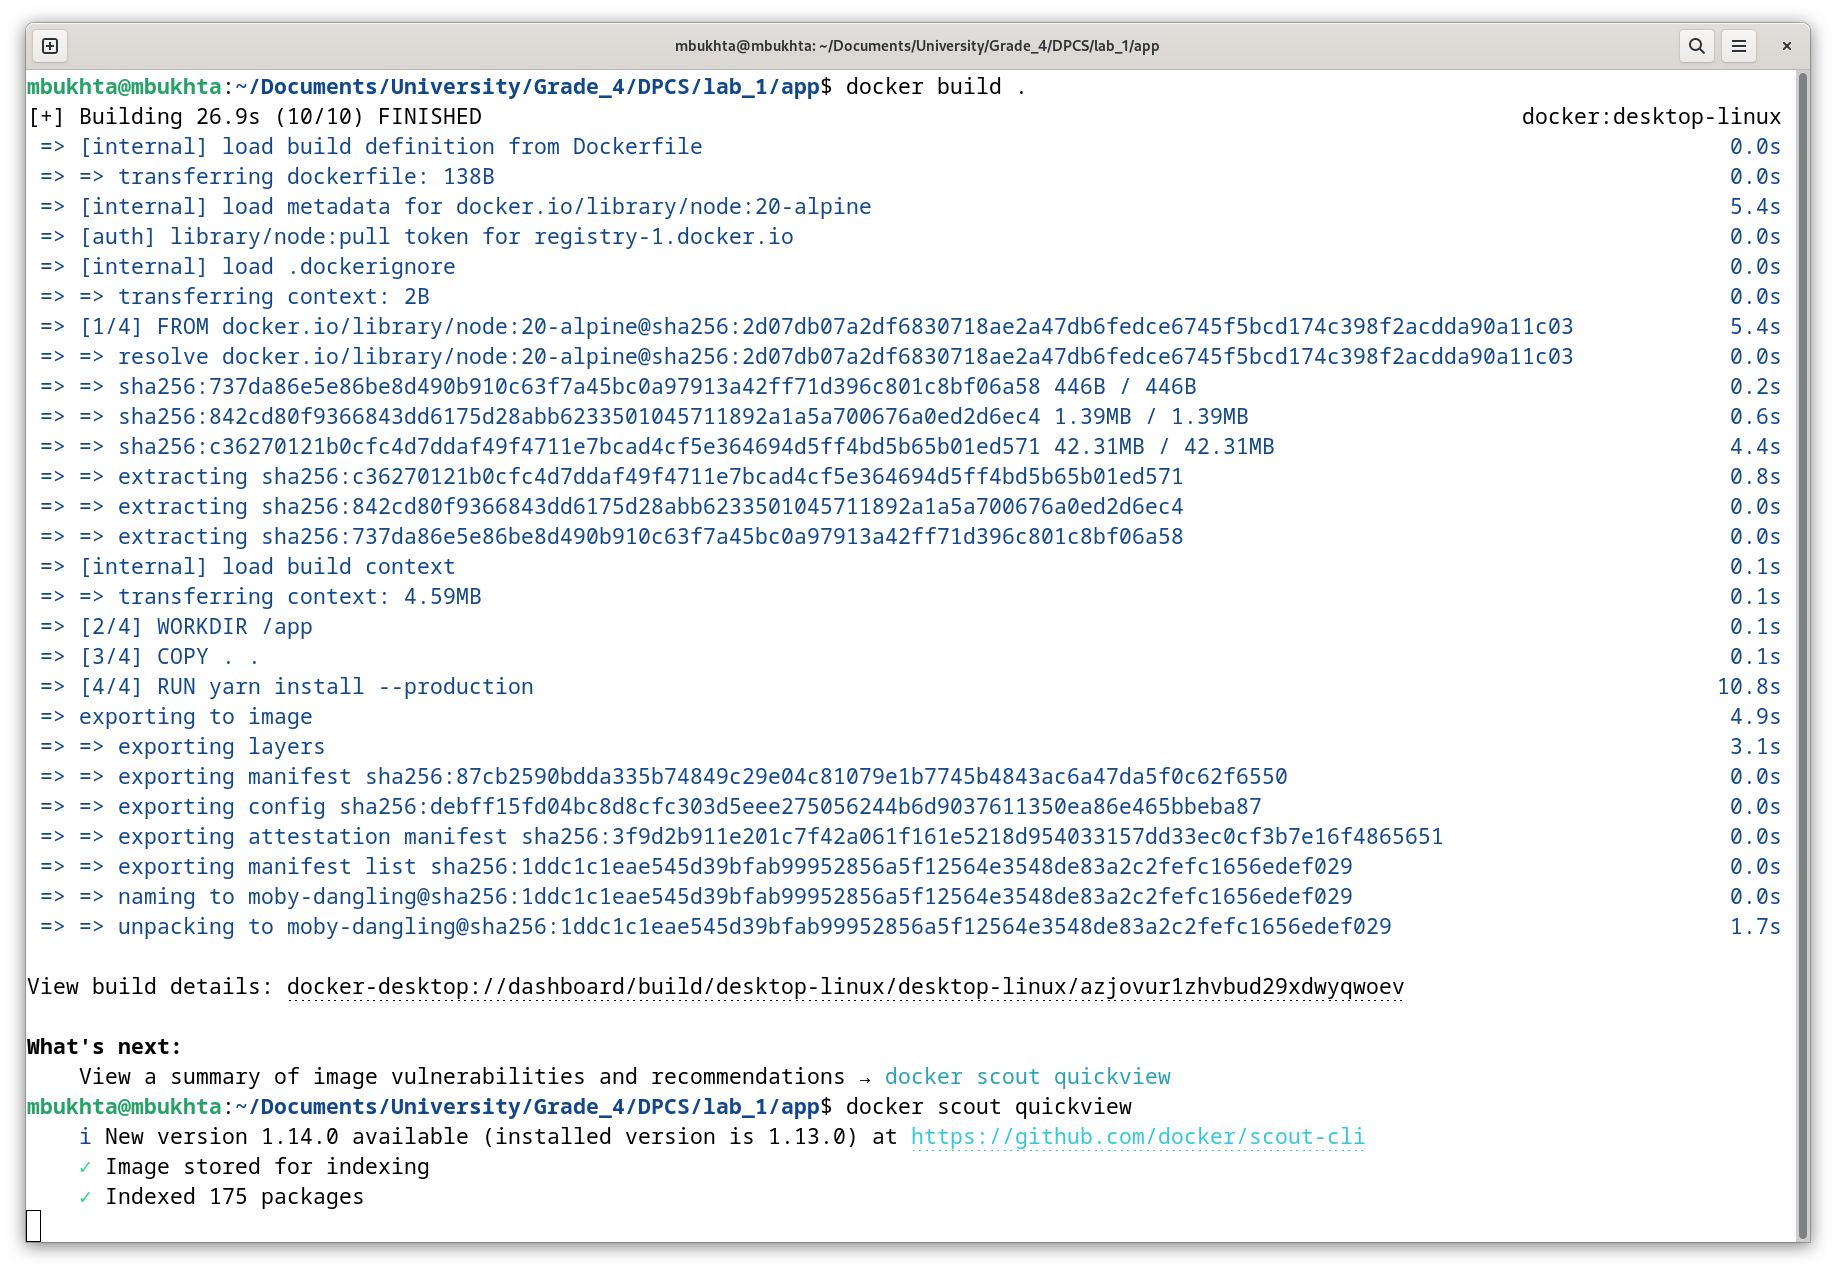 mbukhta@mbukhta: ~/Documents/University/Grade_4/DPCS/lab_1/app
mbukhta@mbukhta:~/Documents/University/Grade_4/DPCS/lab_1/app$ docker build .
[+] Building 26.9s (10/10) FINISHED docker:desktop-linux
=> [internal] load build definition from Dockerfile 0.0s
=> => transferring dockerfile: 138B 0.0s
=> [internal] load metadata for docker.io/library/node:20-alpine 5.4s
=> [auth] library/node:pull token for registry-1.docker.io 0.0s
=> [internal] load .dockerignore 0.0s
=> => transferring context: 2B 0.0s
=> [1/4] FROM docker.io/library/node:20-alpine@sha256:2d07db07a2df6830718ae2a47db6fedce6745f5bcd174c398f2acdda90a11c03 5.4s
=> => resolve docker.io/library/node:20-alpine@sha256:2d07db07a2df6830718ae2a47db6fedce6745f5bcd174c398f2acdda90a11c03 0.0s
=> => sha256:737da86e5e86be8d490b910c63f7a45bc0a97913a42ff71d396c801c8bf06a58 446B / 446B 0.2s
=> => sha256:842cd80f9366843dd6175d28abb6233501045711892a1a5a700676a0ed2d6ec4 1.39MB / 1.39MB 0.6s
=> => sha256:c36270121b0cfc4d7ddaf49f4711e7bcad4cf5e364694d5ff4bd5b65b01ed571 42.31MB / 42.31MB 4.4s
=> => extracting sha256:c36270121b0cfc4d7ddaf49f4711e7bcad4cf5e364694d5ff4bd5b65b01ed571 0.8s
=> => extracting sha256:842cd80f9366843dd6175d28abb6233501045711892a1a5a700676a0ed2d6ec4 0.0s
=> => extracting sha256:737da86e5e86be8d490b910c63f7a45bc0a97913a42ff71d396c801c8bf06a58 0.0s
=> [internal] load build context 0.1s
=> => transferring context: 4.59MB 0.1s
=> [2/4] WORKDIR /app 0.1s
=> [3/4] COPY . . 0.1s
=> [4/4] RUN yarn install --production 10.8s
=> exporting to image 4.9s
=> => exporting layers 3.1s
=> => exporting manifest sha256:87cb2590bdda335b74849c29e04c81079e1b7745b4843ac6a47da5f0c62f6550 0.0s
=> => exporting config sha256:debff15fd04bc8d8cfc303d5eee275056244b6d9037611350ea86e465bbeba87 0.0s
=> => exporting attestation manifest sha256:3f9d2b911e201c7f42a061f161e5218d954033157dd33ec0cf3b7e16f4865651 0.0s
=> => exporting manifest list sha256:1ddc1c1eae545d39bfab99952856a5f12564e3548de83a2c2fefc1656edef029 0.0s
=> => naming to moby-dangling@sha256:1ddc1c1eae545d39bfab99952856a5f12564e3548de83a2c2fefc1656edef029 0.0s
=> => unpacking to moby-dangling@sha256:1ddc1c1eae545d39bfab99952856a5f12564e3548de83a2c2fefc1656edef029 1.7s
View build details: docker-desktop://dashboard/build/desktop-linux/desktop-linux/azjovur1zhvbud29xdwyqwoev
What's next:
View a summary of image vulnerabilities and recommendations → docker scout quickview
mbukhta@mbukhta:~/Documents/University/Grade_4/DPCS/lab_1/app$ docker scout quickview
i New version 1.14.0 available (installed version is 1.13.0) at https://github.com/docker/scout-cli
✓ Image stored for indexing
✓ Indexed 175 packages